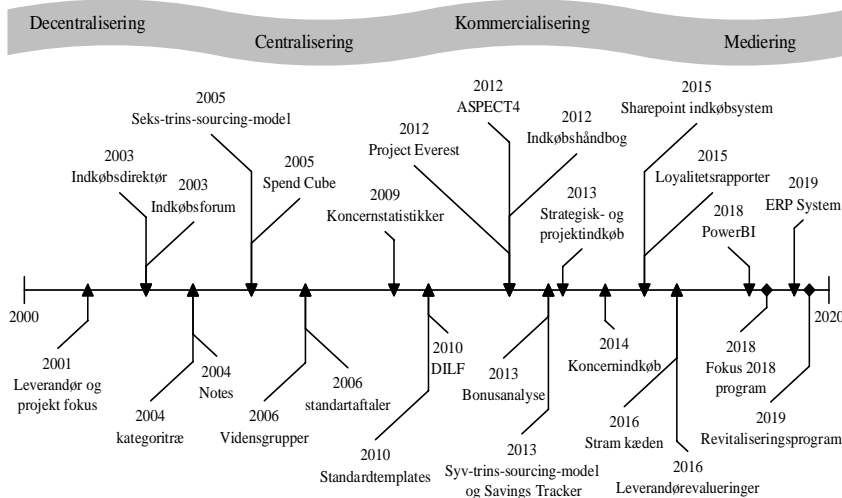 Decentralisering
Centralisering
Kommercialisering
Mediering
2005
Seks-trins-sourcing-model
2003
Indkøbsdirektør
2003
Indkøbsforum
2005
Spend Cube
2009
Koncernstatistikker
2012
Project Everest
2012
ASPECT4
2012
Indkøbshåndbog
2013
Strategisk- og
projektindkøb
2015
Sharepoint indkøbsystem
2015
Loyalitetsrapporter
2018
PowerBI
2019
ERP System
2000
2020
2001
Leverandør og
projekt fokus
2004
kategoritræ
2004
Notes
2006
Vidensgrupper
2006
standartaftaler
2010
Standardtemplates
2010
DILF
2013
Bonusanalyse
2013
Syv-trins-sourcing-model
og Savings Tracker
2014
Koncernindkøb
2016
Stram kæden
2016
Leverandørevalueringer
2018
Fokus 2018
program
2019
Revitaliseringsprogram